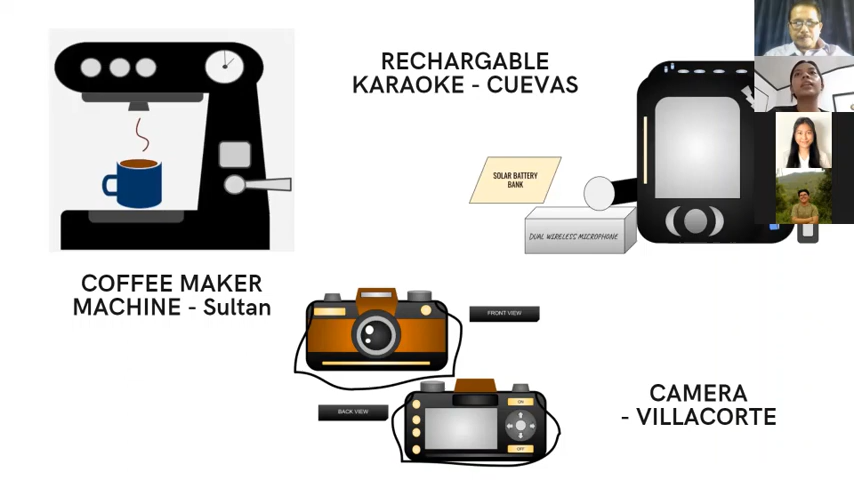 RECHARGABLE
KARAOKE - CUEVAS
SOLAR BATTERY
BANK
DUAL WIRELESS MICROPHONE
COFFEE MAKER
MACHINE - Sultan
FRONT VIEW
BACK VIEW
ON
OFF
CAMERA
- VILLACORTE